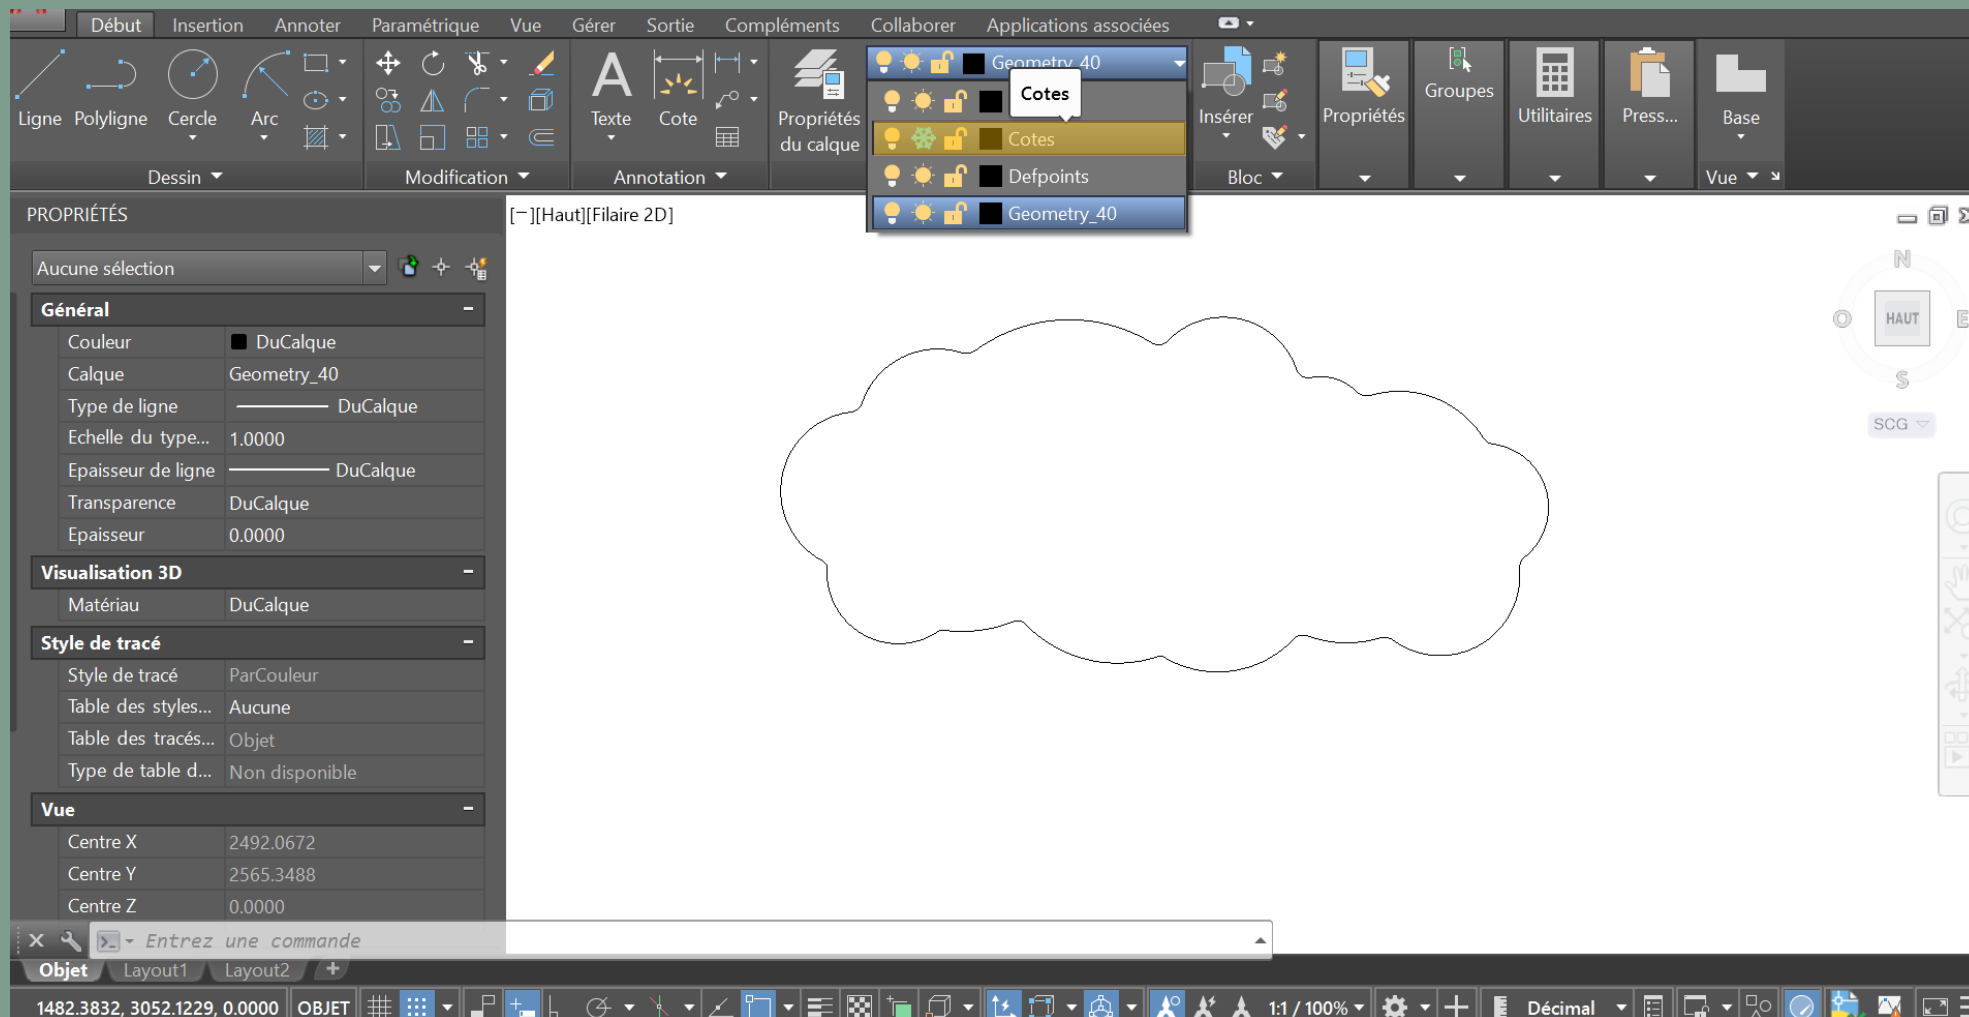 Début Insertion Annoter Paramétrique Vue Gérer Sortie Compléments Collaborer Applications associées
Ligne Polyligne Cercle Arc
Dessin
Modification
Texte Cote
Annotation
Propriétés
du calque
Geometry_40
Cotes
Cotes
Defpoints
Geometry_40
Insérer
Bloc
Propriétés
Groupes
Utilitaires
Press...
Base
Vue
PROPRIÉTÉS
Aucune sélection
Général
Couleur DuCalque
Calque Geometry_40
Type de ligne DuCalque
Echelle du type... 1.0000
Epaisseur de ligne DuCalque
Transparence DuCalque
Epaisseur 0.0000
Visualisation 3D
Matériau DuCalque
Style de tracé
Style de tracé ParCouleur
Table des styles... Aucune
Table des tracés... Objet
Type de table d... Non disponible
Vue
Centre X 2492.0672
Centre Y 2565.3488
Centre Z 0.0000
[−][Haut][Filaire 2D]
N
O HAUT E
S
SCG
Entrez une commande
Objet Layout1 Layout2 +
1482.3832, 3052.1229, 0.0000 OBJET 1:1 / 100% Décimal